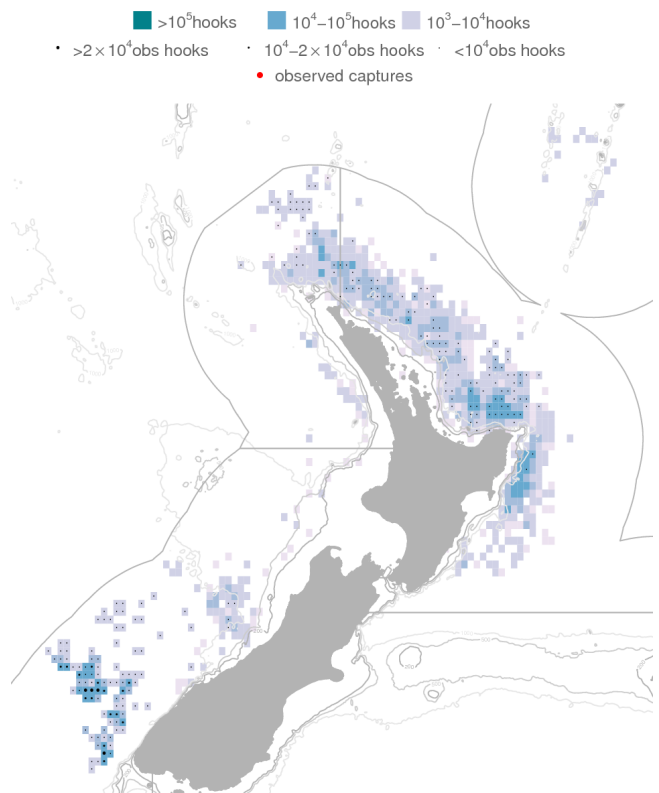 >10⁵hooks 10⁴–10⁵hooks 10³–10⁴hooks
>2×10⁴obs hooks 10⁴–2×10⁴obs hooks <10⁴obs hooks
observed captures